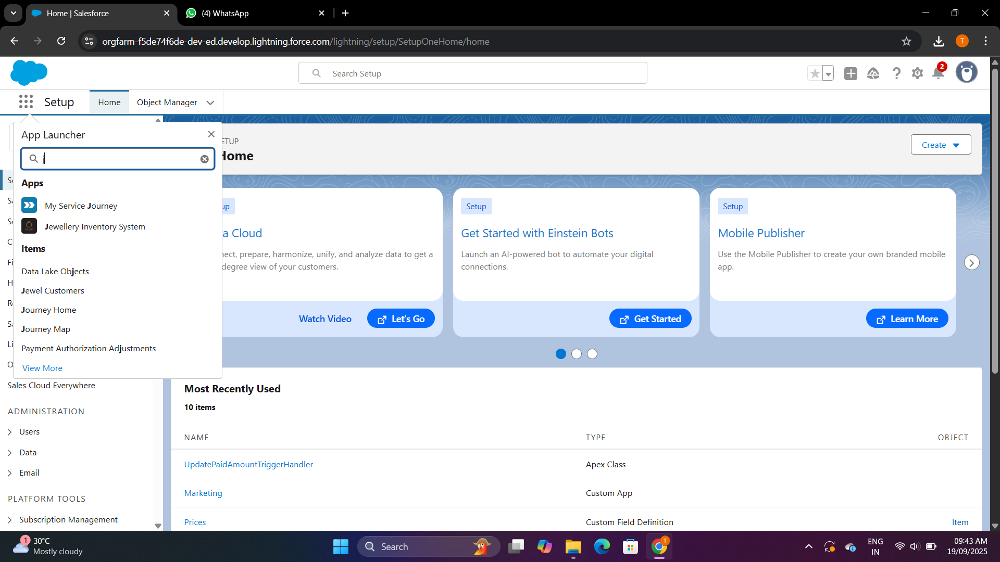 Home | Salesforce
(4) WhatsApp
orgfarm-f5de74f6de-dev-ed.develop.lightning.force.com/lightning/setup/SetupOneHome/home
T
Search Setup
2
Setup
Home
Object Manager
App Launcher
j
Apps
My Service Journey
Jewellery Inventory System
Items
Data Lake Objects
Jewel Customers
Journey Home
Journey Map
Payment Authorization Adjustments
View More
Sales Cloud Everywhere
ADMINISTRATION
Users
Data
Email
PLATFORM TOOLS
Subscription Management
ETUP
Home
Create
up
a Cloud
nect, prepare, harmonize, unify, and analyze data to get a
degree view of your customers.
Watch Video
Let's Go
Setup
Get Started with Einstein Bots
Launch an AI-powered bot to automate your digital
connections.
Get Started
Setup
Mobile Publisher
Use the Mobile Publisher to create your own branded mobile
app.
Learn More
Most Recently Used
10 items
NAME TYPE OBJECT
UpdatePaidAmountTriggerHandler Apex Class
Marketing Custom App
Prices Custom Field Definition Item
1
30°C
Mostly cloudy
Search
T
ENG
IN
09:43 AM
19/09/2025